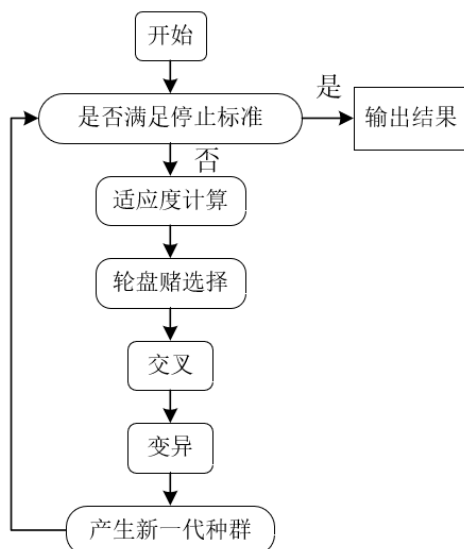 开始
是否满足停止标准
是
输出结果
否
适应度计算
轮盘赌选择
交叉
变异
产生新一代种群